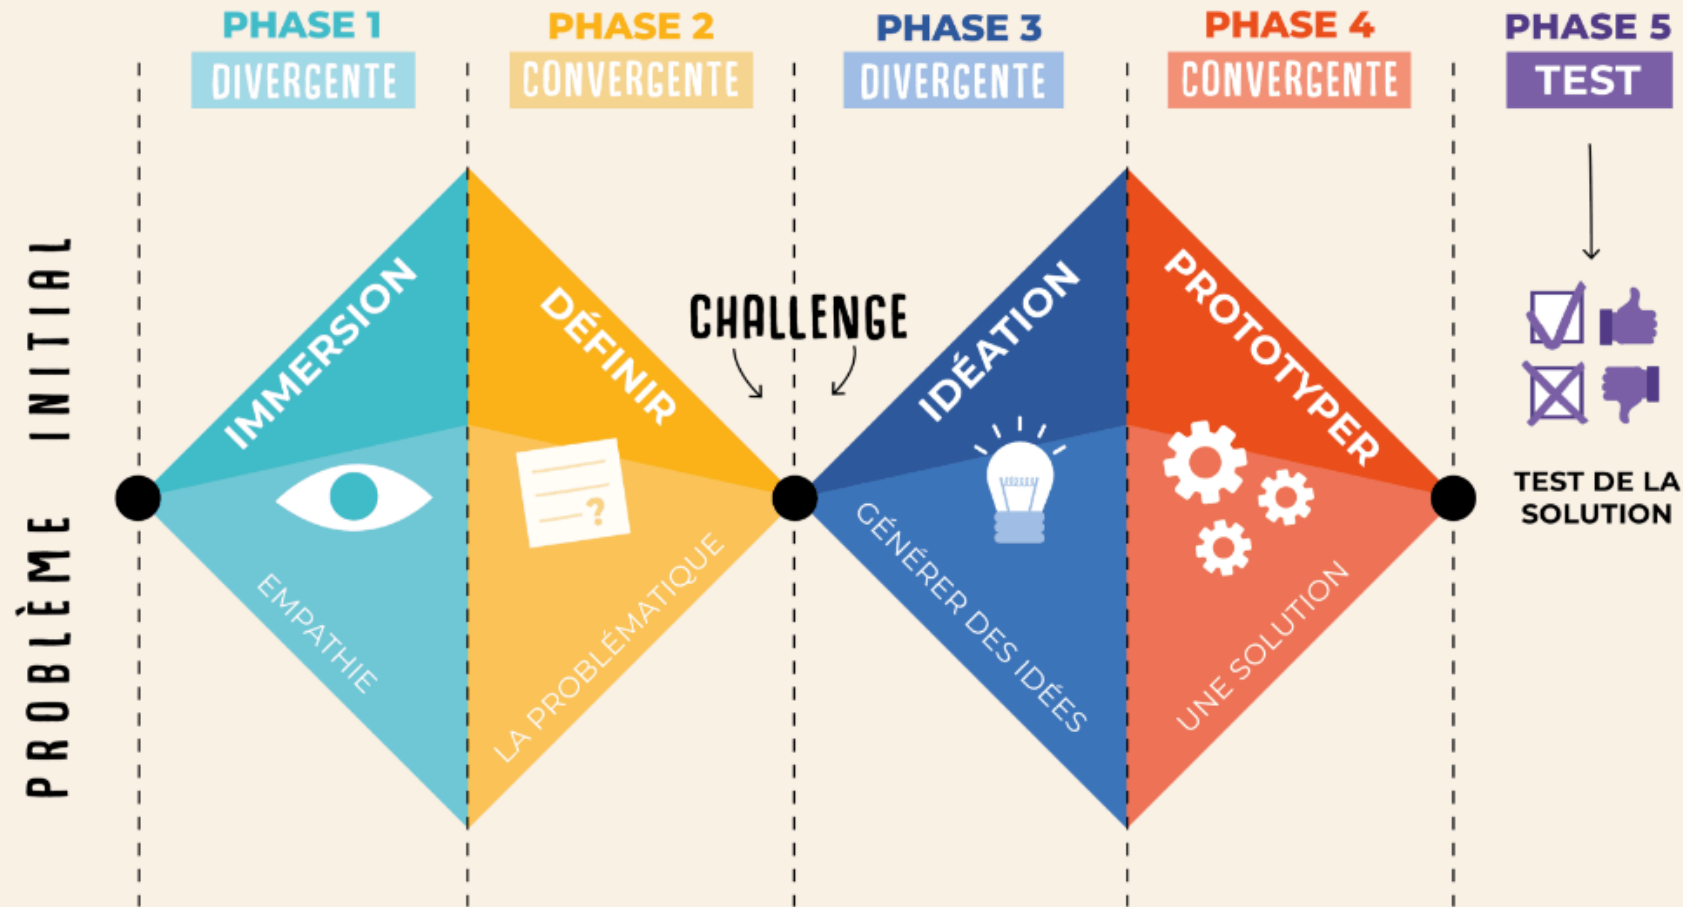 PHASE 1
DIVERGENTE
PHASE 2
CONVERGENTE
PHASE 3
DIVERGENTE
PHASE 4
CONVERGENTE
PHASE 5
TEST
PROBLÈME INITIAL
IMMERSION
EMPATHIE
DÉFINIR
?
LA PROBLÉMATIQUE
CHALLENGE
IDÉATION
GÉNÉRER DES IDÉES
PROTOTYPER
UNE SOLUTION
TEST DE LA
SOLUTION